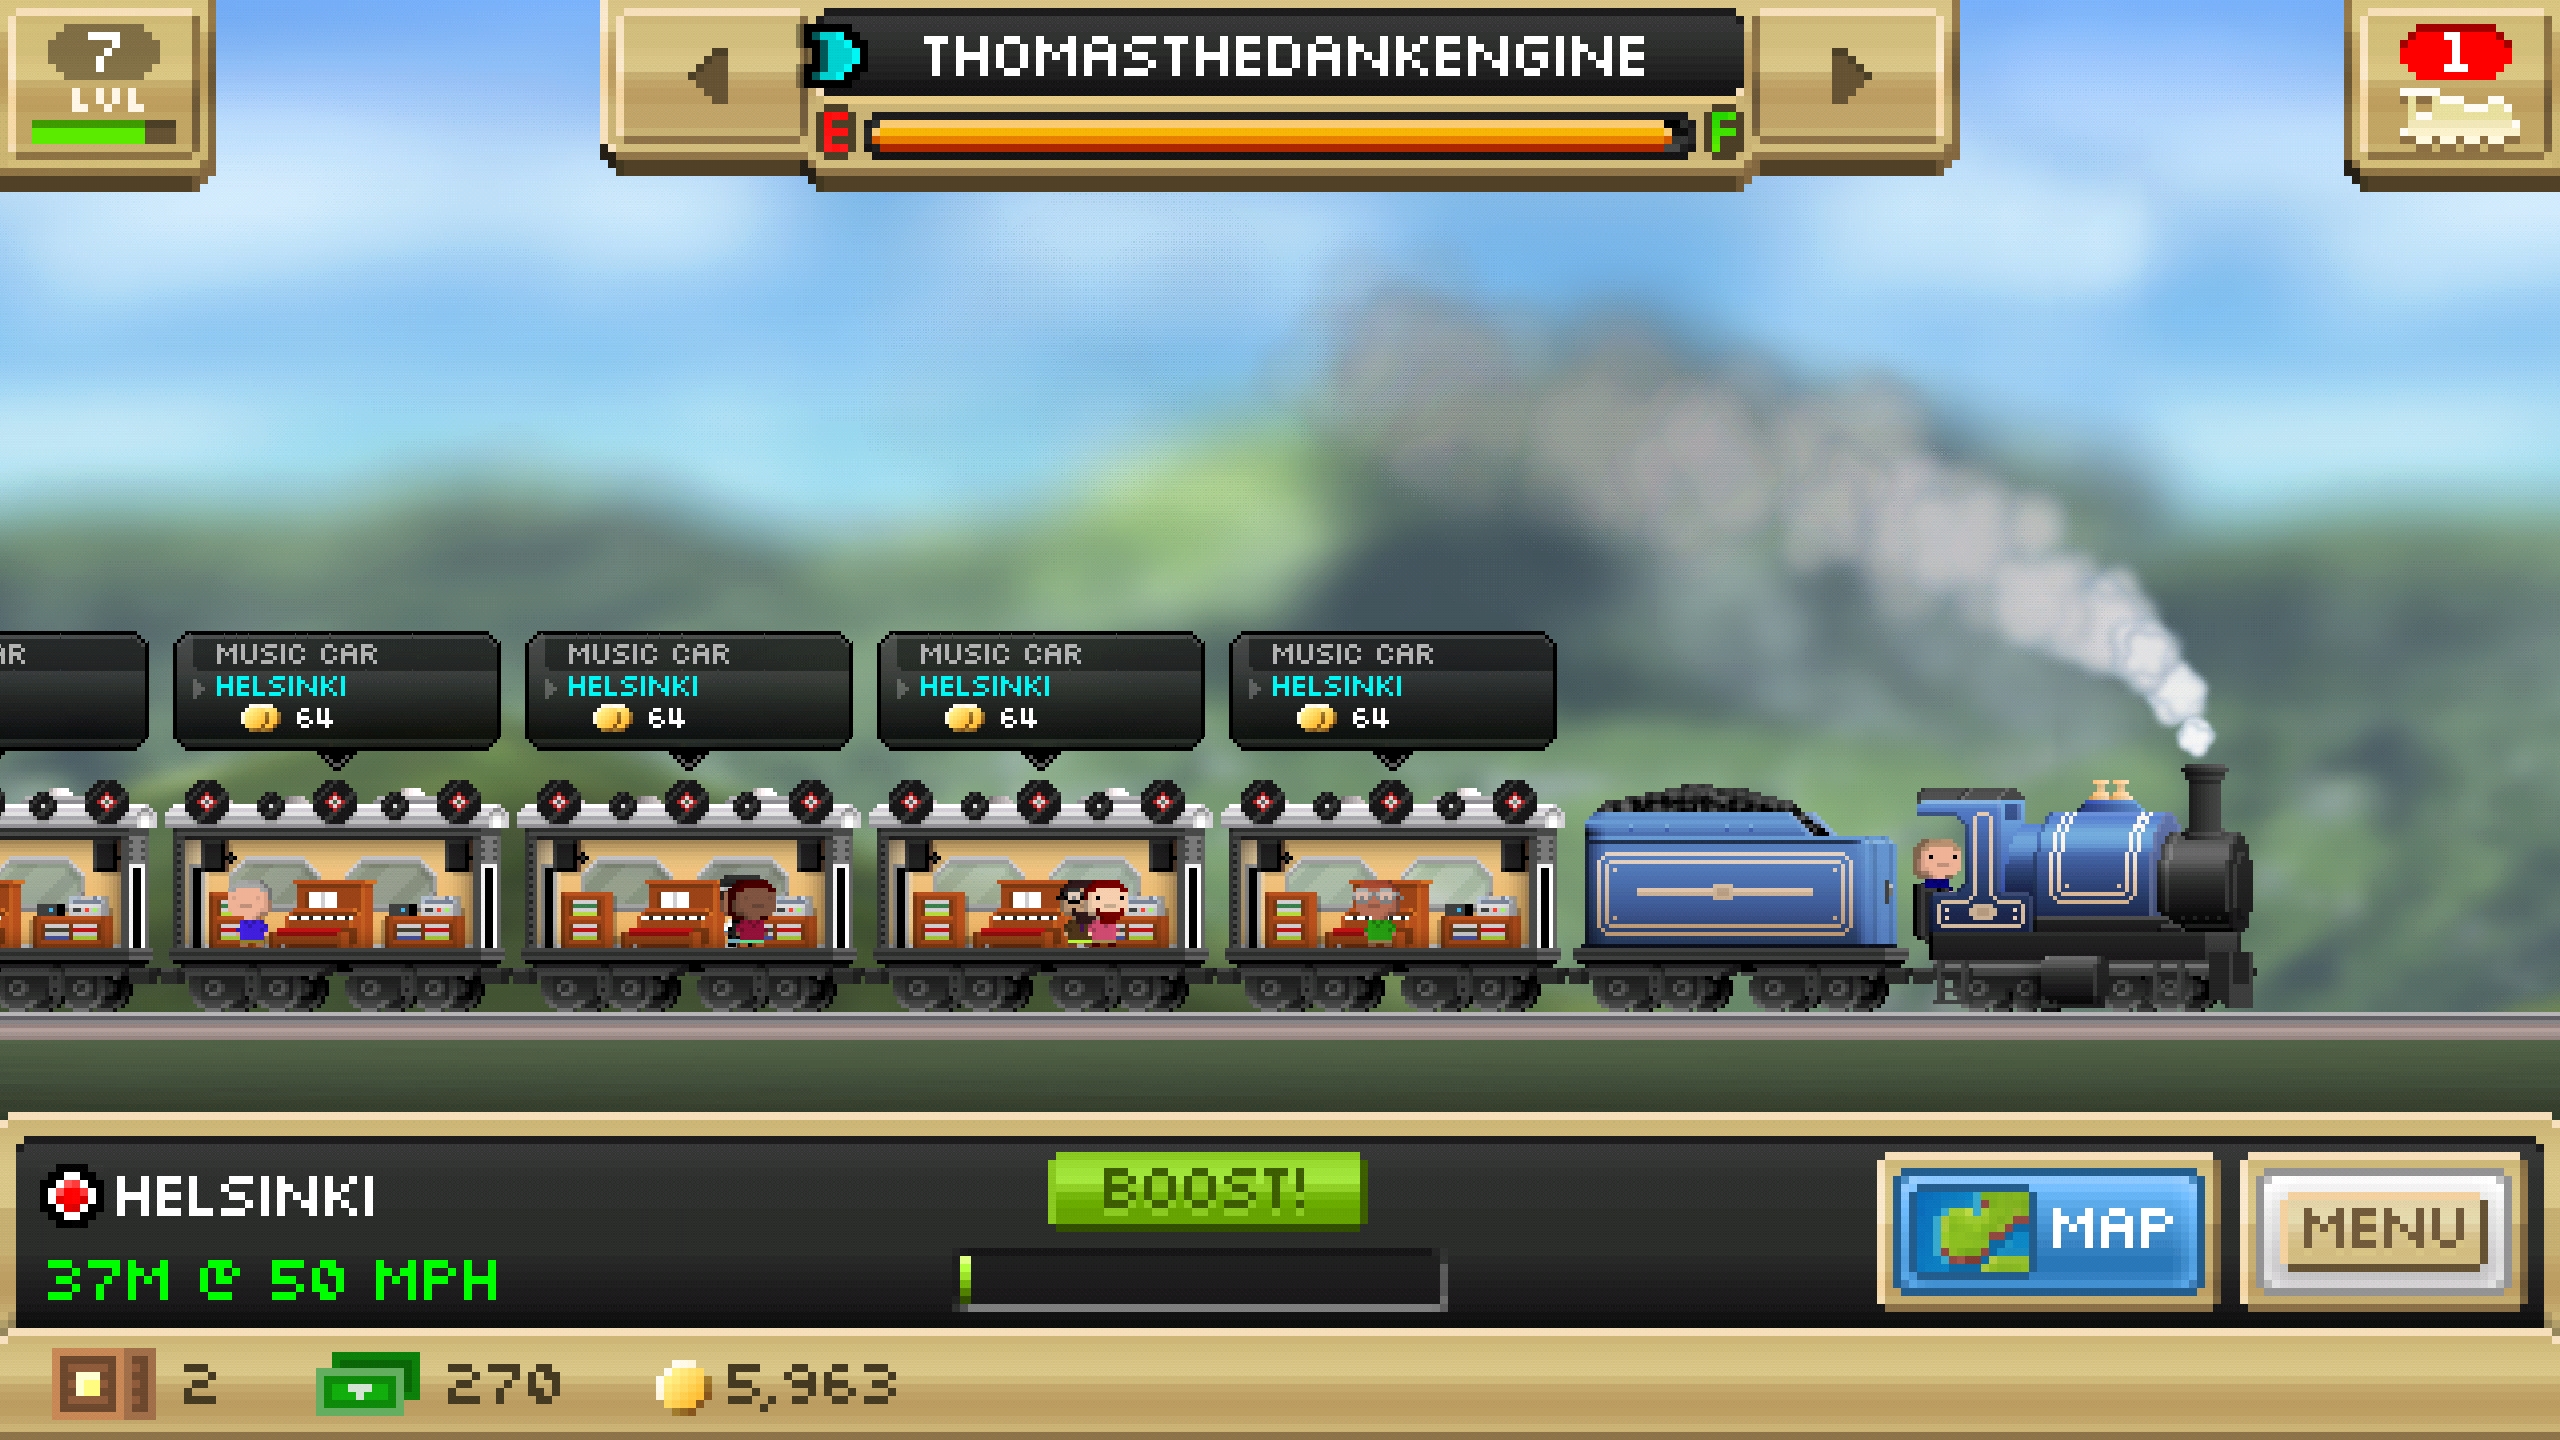 7
LVL
THOMASTHEDANKENGINE
E
F
1
AR
MUSIC CAR
HELSINKI
64
MUSIC CAR
HELSINKI
64
MUSIC CAR
HELSINKI
64
MUSIC CAR
HELSINKI
64
HELSINKI
37M @ 50 MPH
BOOST!
MAP
MENU
2
270
5,963